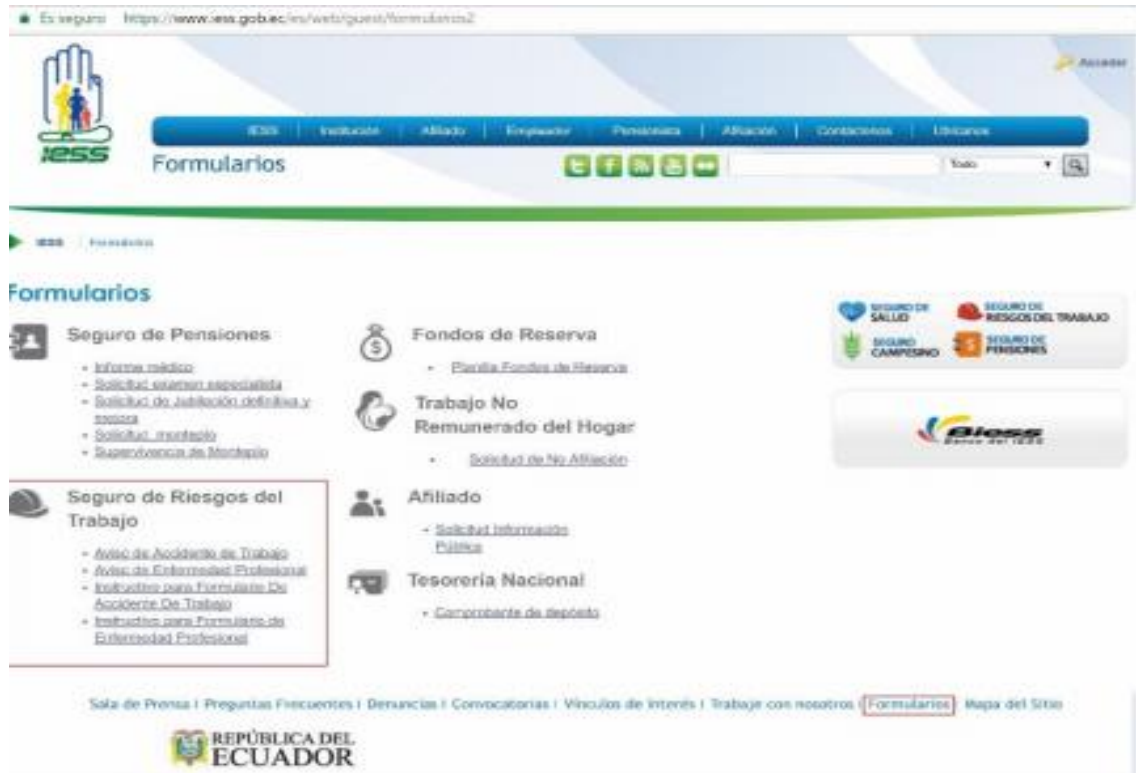 Es seguro https://www.iess.gob.ec/es/web/guest/formularios2
Acceder
IESS | Institución | Afiliado | Empleador | Pensionista | Afiliación | Contáctenos | Ubícanos
iess
Formularios
Todo
IESS | Formularios
Formularios
Seguro de Pensiones
Informe médico
Solicitud examen especialista
Solicitud de Jubilación definitiva y
mejora
Solicitud montepío
Supervivencia de Montepío
Seguro de Riesgos del
Trabajo
Aviso de Accidente de Trabajo
Aviso de Enfermedad Profesional
Instructivo para Formulario De
Accidente De Trabajo
Instructivo para Formulario de
Enfermedad Profesional
Fondos de Reserva
Planilla Fondos de Reserva
Trabajo No
Remunerado del Hogar
Solicitud de No Afiliación
Afiliado
Solicitud Información
Pública
Tesorería Nacional
Comprobante de depósito
SEGURO DE
SALUD
SEGURO DE
RIESGOS DEL TRABAJO
SEGURO
CAMPESINO
SEGURO DE
PENSIONES
Biess
Banco del IESS
Sala de Prensa | Preguntas Frecuentes | Denuncias | Convocatorias | Vínculos de Interés | Trabaje con nosotros | Formularios | Mapa del Sitio
REPÚBLICA DEL
ECUADOR